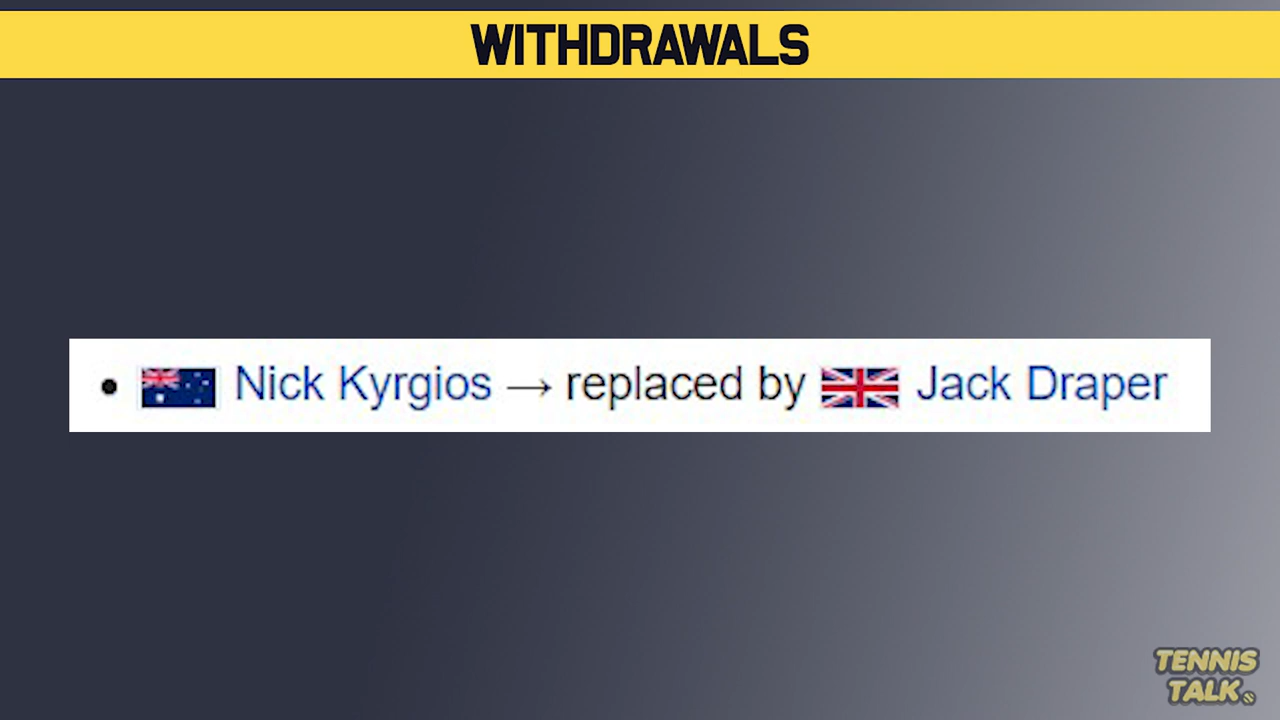 WITHDRAWALS
• Nick Kyrgios → replaced by Jack Draper
TENNIS
TALK